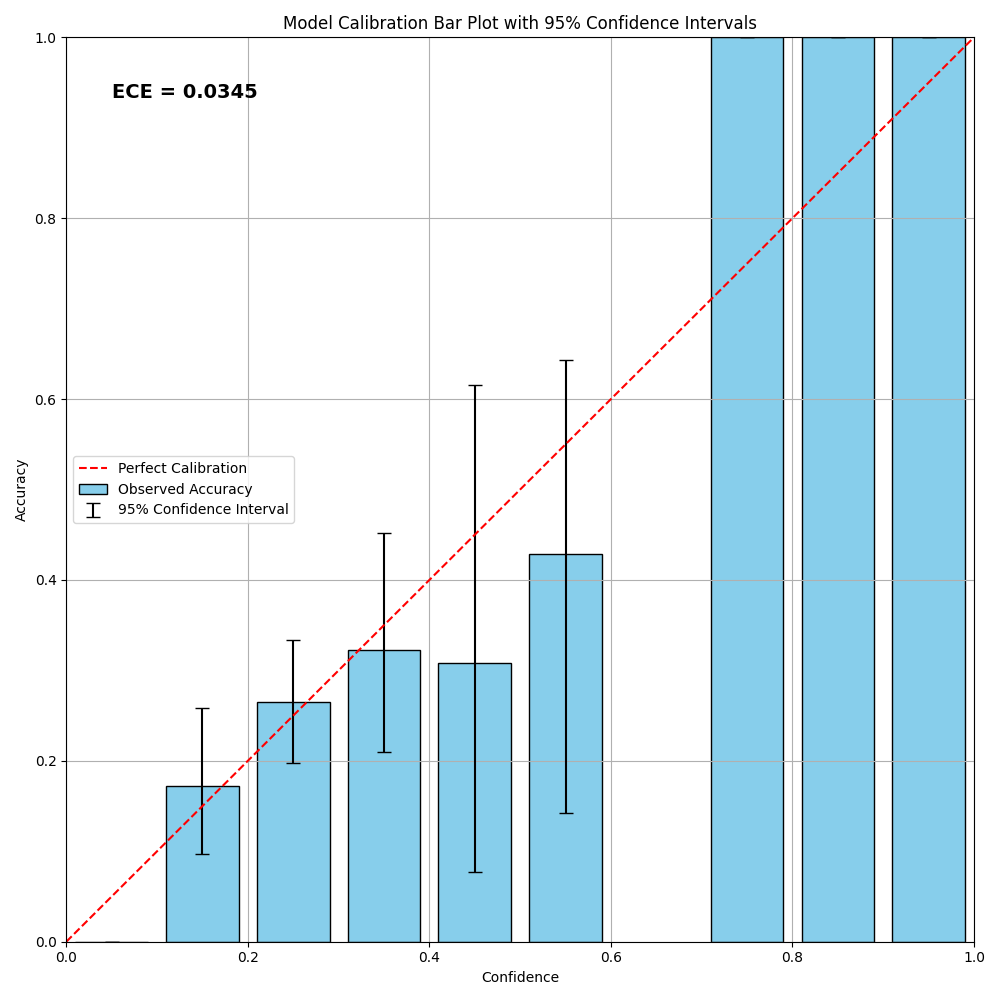 Model Calibration Bar Plot with 95% Confidence Intervals
1.0
ECE = 0.0345
0.8
0.6
Accuracy
Perfect Calibration
Observed Accuracy
95% Confidence Interval
0.4
0.2
0.0
0.0 0.2 0.4 0.6 0.8 1.0
Confidence